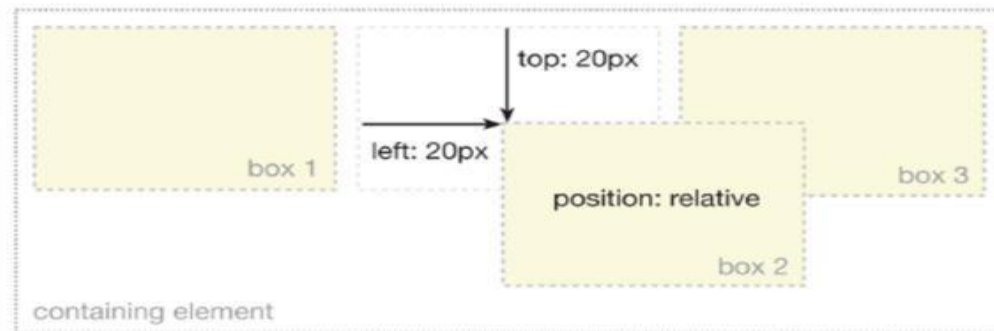 top: 20px
left: 20px
box 1
box 3
position: relative
box 2
containing element